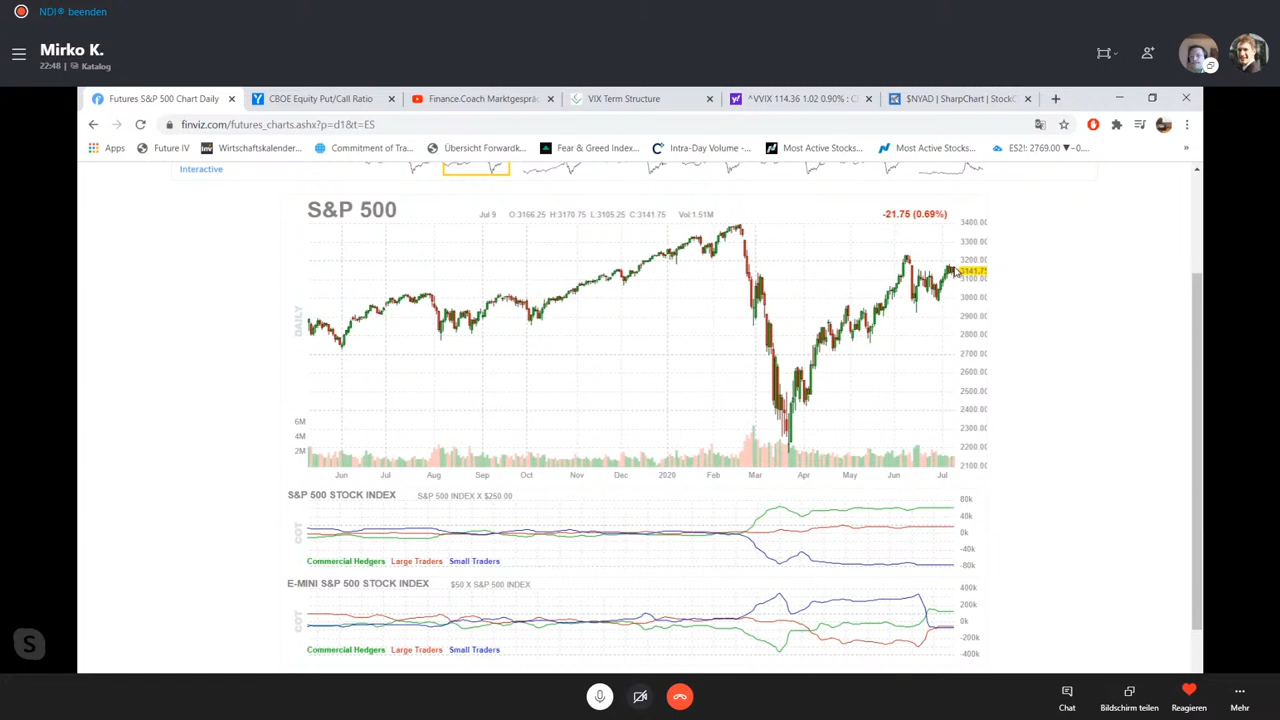 NDI® beenden
Mirko K.
22:48 | Katalog
Futures S&P 500 Chart Daily
CBOE Equity Put/Call Ratio
Finance.Coach Marktgespräc
VIX Term Structure
^VVIX 114.36 1.02 0.90% : C
$NYAD | SharpChart | StockC
finviz.com/futures_charts.ashx?p=d1&t=ES
Apps
Future IV
Wirtschaftskalender...
Commitment of Tra...
Übersicht Forwardk...
Fear & Greed Index...
Intra-Day Volume -...
Most Active Stocks...
Most Active Stocks...
ES2!: 2769.00 ▼−0....
Interactive
S&P 500
Jul 9 O:3166.25 H:3170.75 L:3105.25 C:3141.75 Vol:1.51M
-21.75 (0.69%)
3400.00
3300.00
3200.00
3141.75
3100.00
3000.00
2900.00
2800.00
2700.00
2600.00
2500.00
2400.00
2300.00
2200.00
2100.00
DAILY
6M
4M
2M
Jun Jul Aug Sep Oct Nov Dec 2020 Feb Mar Apr May Jun Jul
S&P 500 STOCK INDEX S&P 500 INDEX X $250.00
80k
40k
0k
-40k
-80k
COT
Commercial Hedgers Large Traders Small Traders
E-MINI S&P 500 STOCK INDEX $50 X S&P 500 INDEX
400k
200k
0k
-200k
-400k
COT
Commercial Hedgers Large Traders Small Traders
Chat
Bildschirm teilen
Reagieren
Mehr